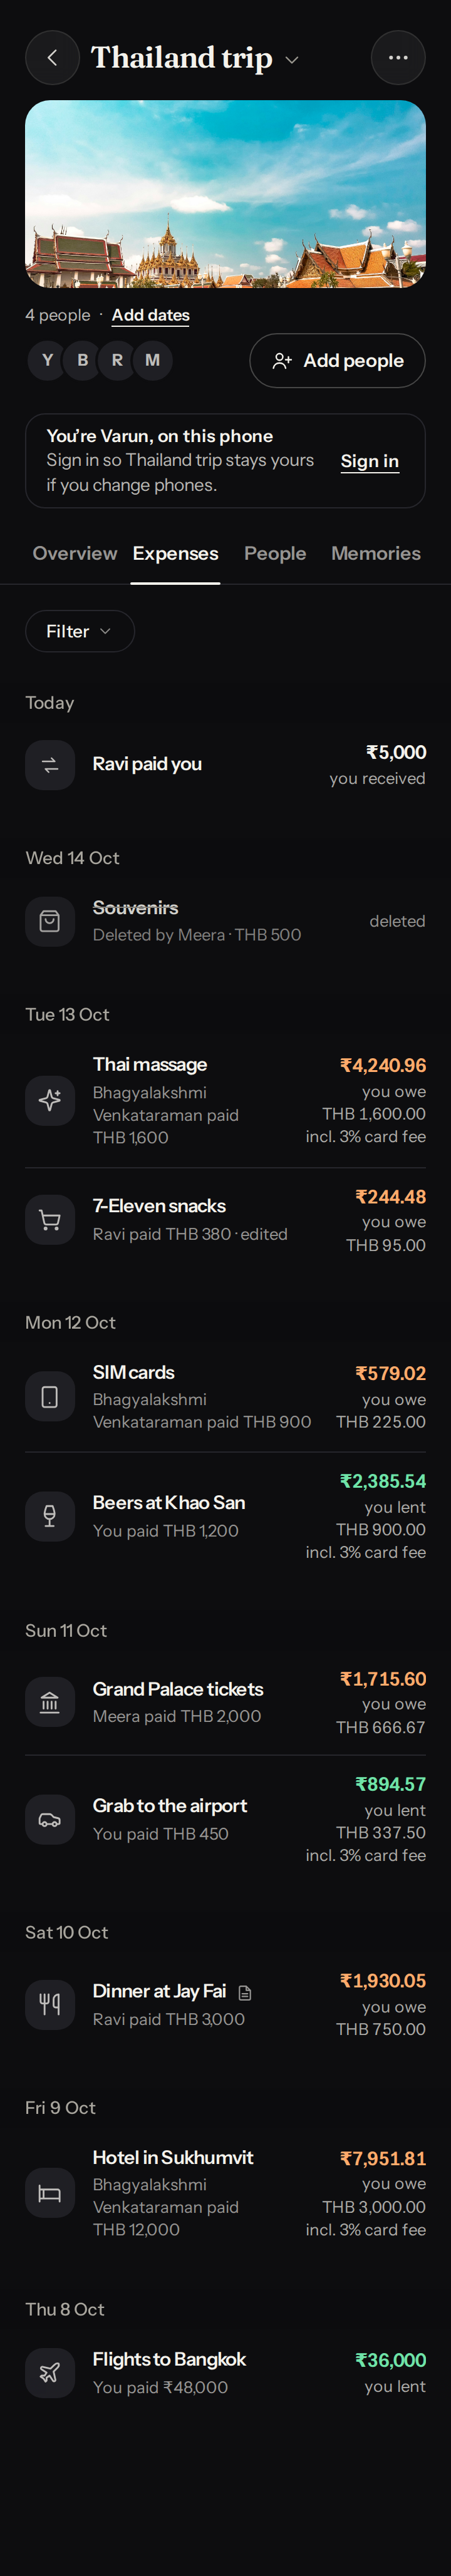 Thailand trip
4 people · Add dates
Y B R M
Add people
You're Varun, on this phone
Sign in so Thailand trip stays yours
if you change phones.
Sign in
Overview Expenses People Memories
Filter
Today
Ravi paid you
₹5,000
you received
Wed 14 Oct
Souvenirs
Deleted by Meera · THB 500
deleted
Tue 13 Oct
Thai massage
Bhagyalakshmi
Venkataraman paid
THB 1,600
₹4,240.96
you owe
THB 1,600.00
incl. 3% card fee
7-Eleven snacks
Ravi paid THB 380 · edited
₹244.48
you owe
THB 95.00
Mon 12 Oct
SIM cards
Bhagyalakshmi
Venkataraman paid THB 900
₹579.02
you owe
THB 225.00
Beers at Khao San
You paid THB 1,200
₹2,385.54
you lent
THB 900.00
incl. 3% card fee
Sun 11 Oct
Grand Palace tickets
Meera paid THB 2,000
₹1,715.60
you owe
THB 666.67
Grab to the airport
You paid THB 450
₹894.57
you lent
THB 337.50
incl. 3% card fee
Sat 10 Oct
Dinner at Jay Fai
Ravi paid THB 3,000
₹1,930.05
you owe
THB 750.00
Fri 9 Oct
Hotel in Sukhumvit
Bhagyalakshmi
Venkataraman paid
THB 12,000
₹7,951.81
you owe
THB 3,000.00
incl. 3% card fee
Thu 8 Oct
Flights to Bangkok
You paid ₹48,000
₹36,000
you lent